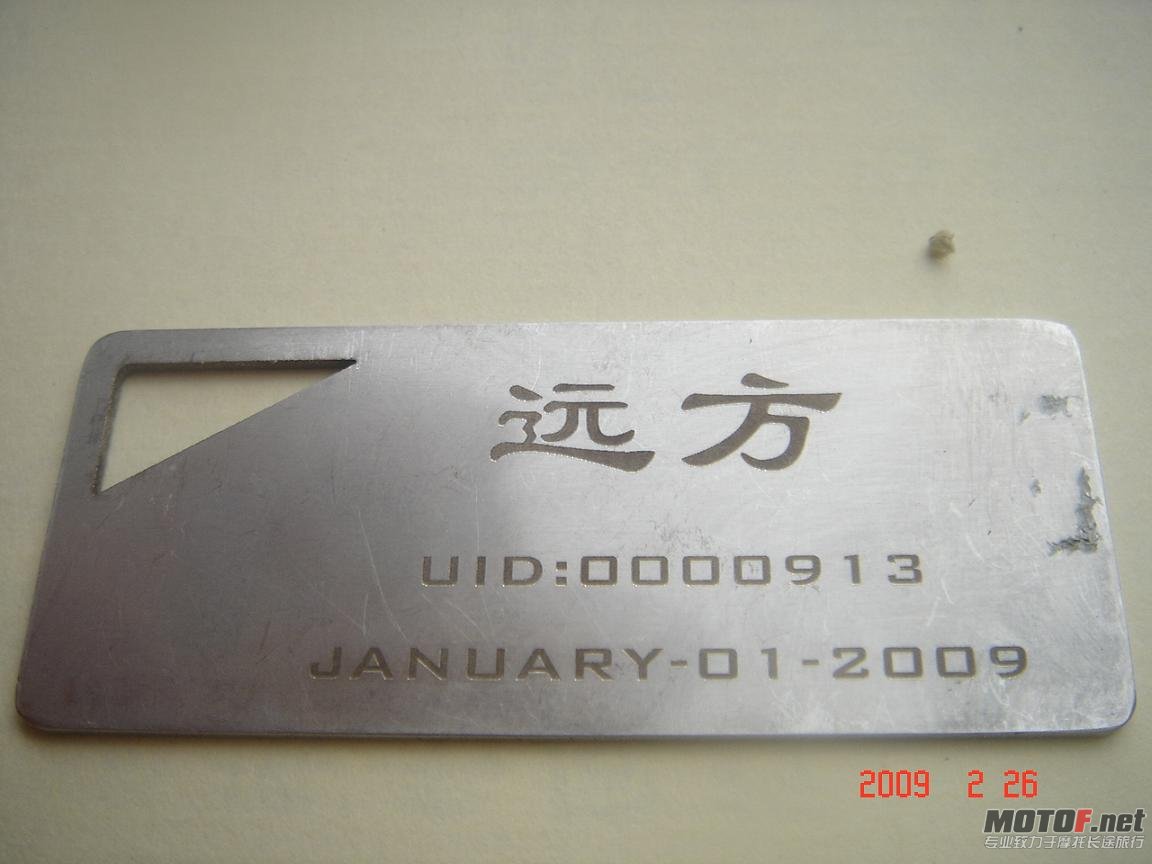 远方
UID:0000913
JANUARY-01-2009
2009 2 26
MOTOF.net
专业致力于摩托长途旅行